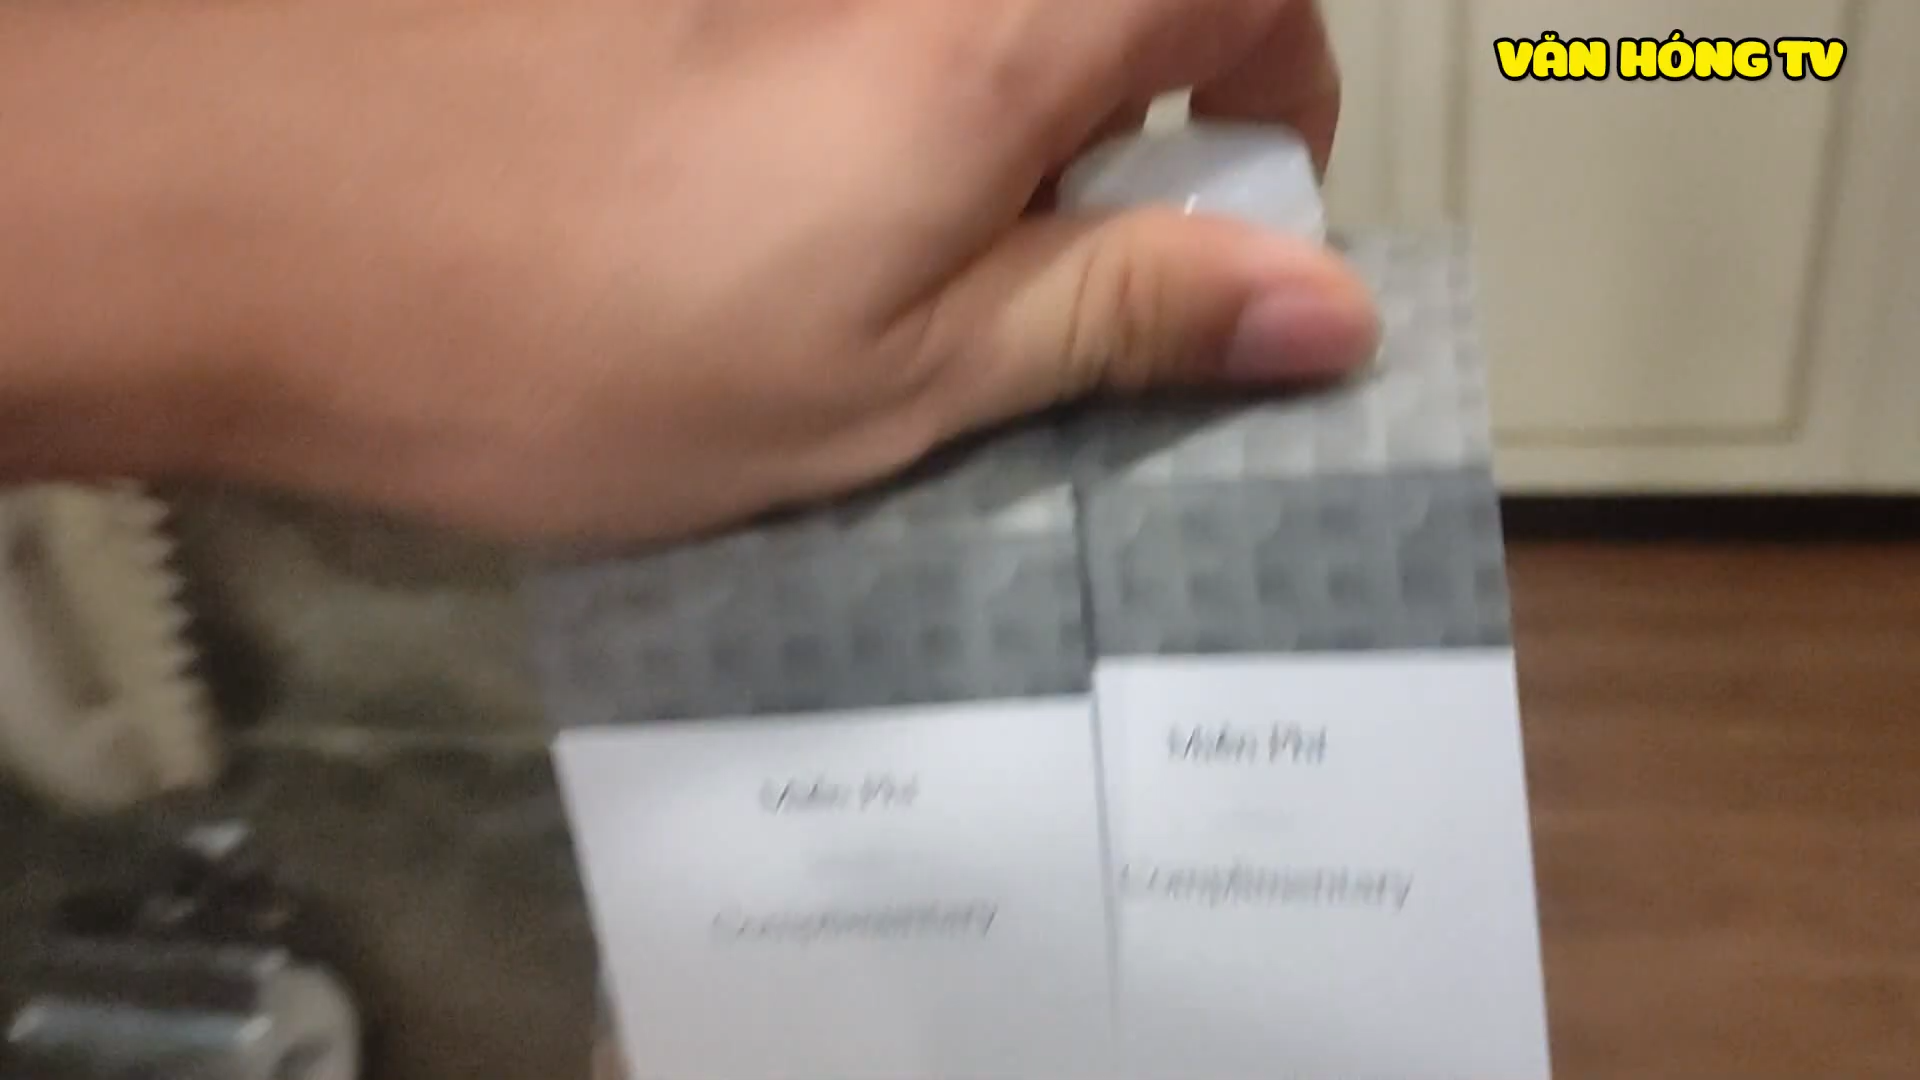 VĂN HÓNG TV
Miễn Phí
Complimentary
Miễn Phí
Complimentary